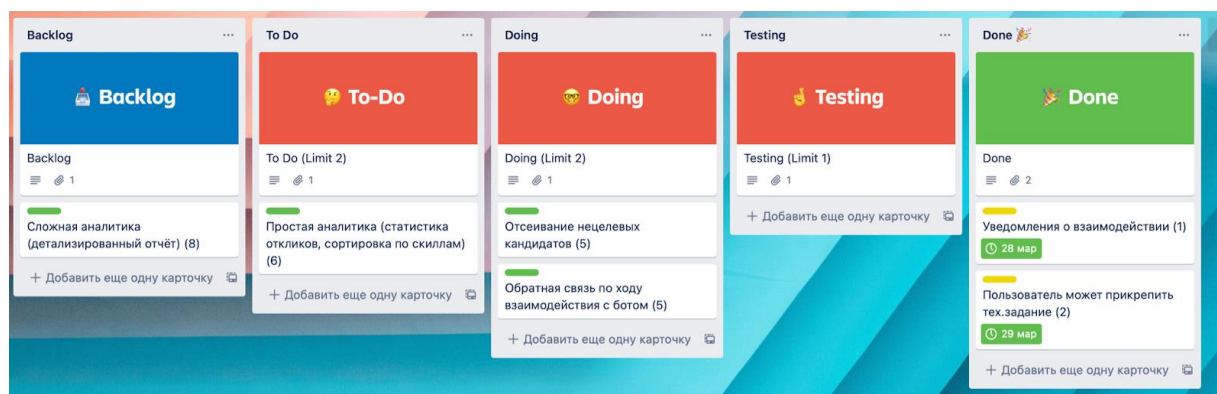 Backlog
Backlog
Backlog
1
Сложная аналитика
(детализированный отчёт) (8)
+ Добавить еще одну карточку
To Do
To-Do
To Do (Limit 2)
1
Простая аналитика (статистика
откликов, сортировка по скиллам)
(6)
+ Добавить еще одну карточку
Doing
Doing
Doing (Limit 2)
1
Отсеивание нецелевых
кандидатов (5)
Обратная связь по ходу
взаимодействия с ботом (5)
+ Добавить еще одну карточку
Testing
Testing
Testing (Limit 1)
1
+ Добавить еще одну карточку
Done 🎉
Done
Done
2
Уведомления о взаимодействии (1)
28 мар
Пользователь может прикрепить
тех.задание (2)
29 мар
+ Добавить еще одну карточку